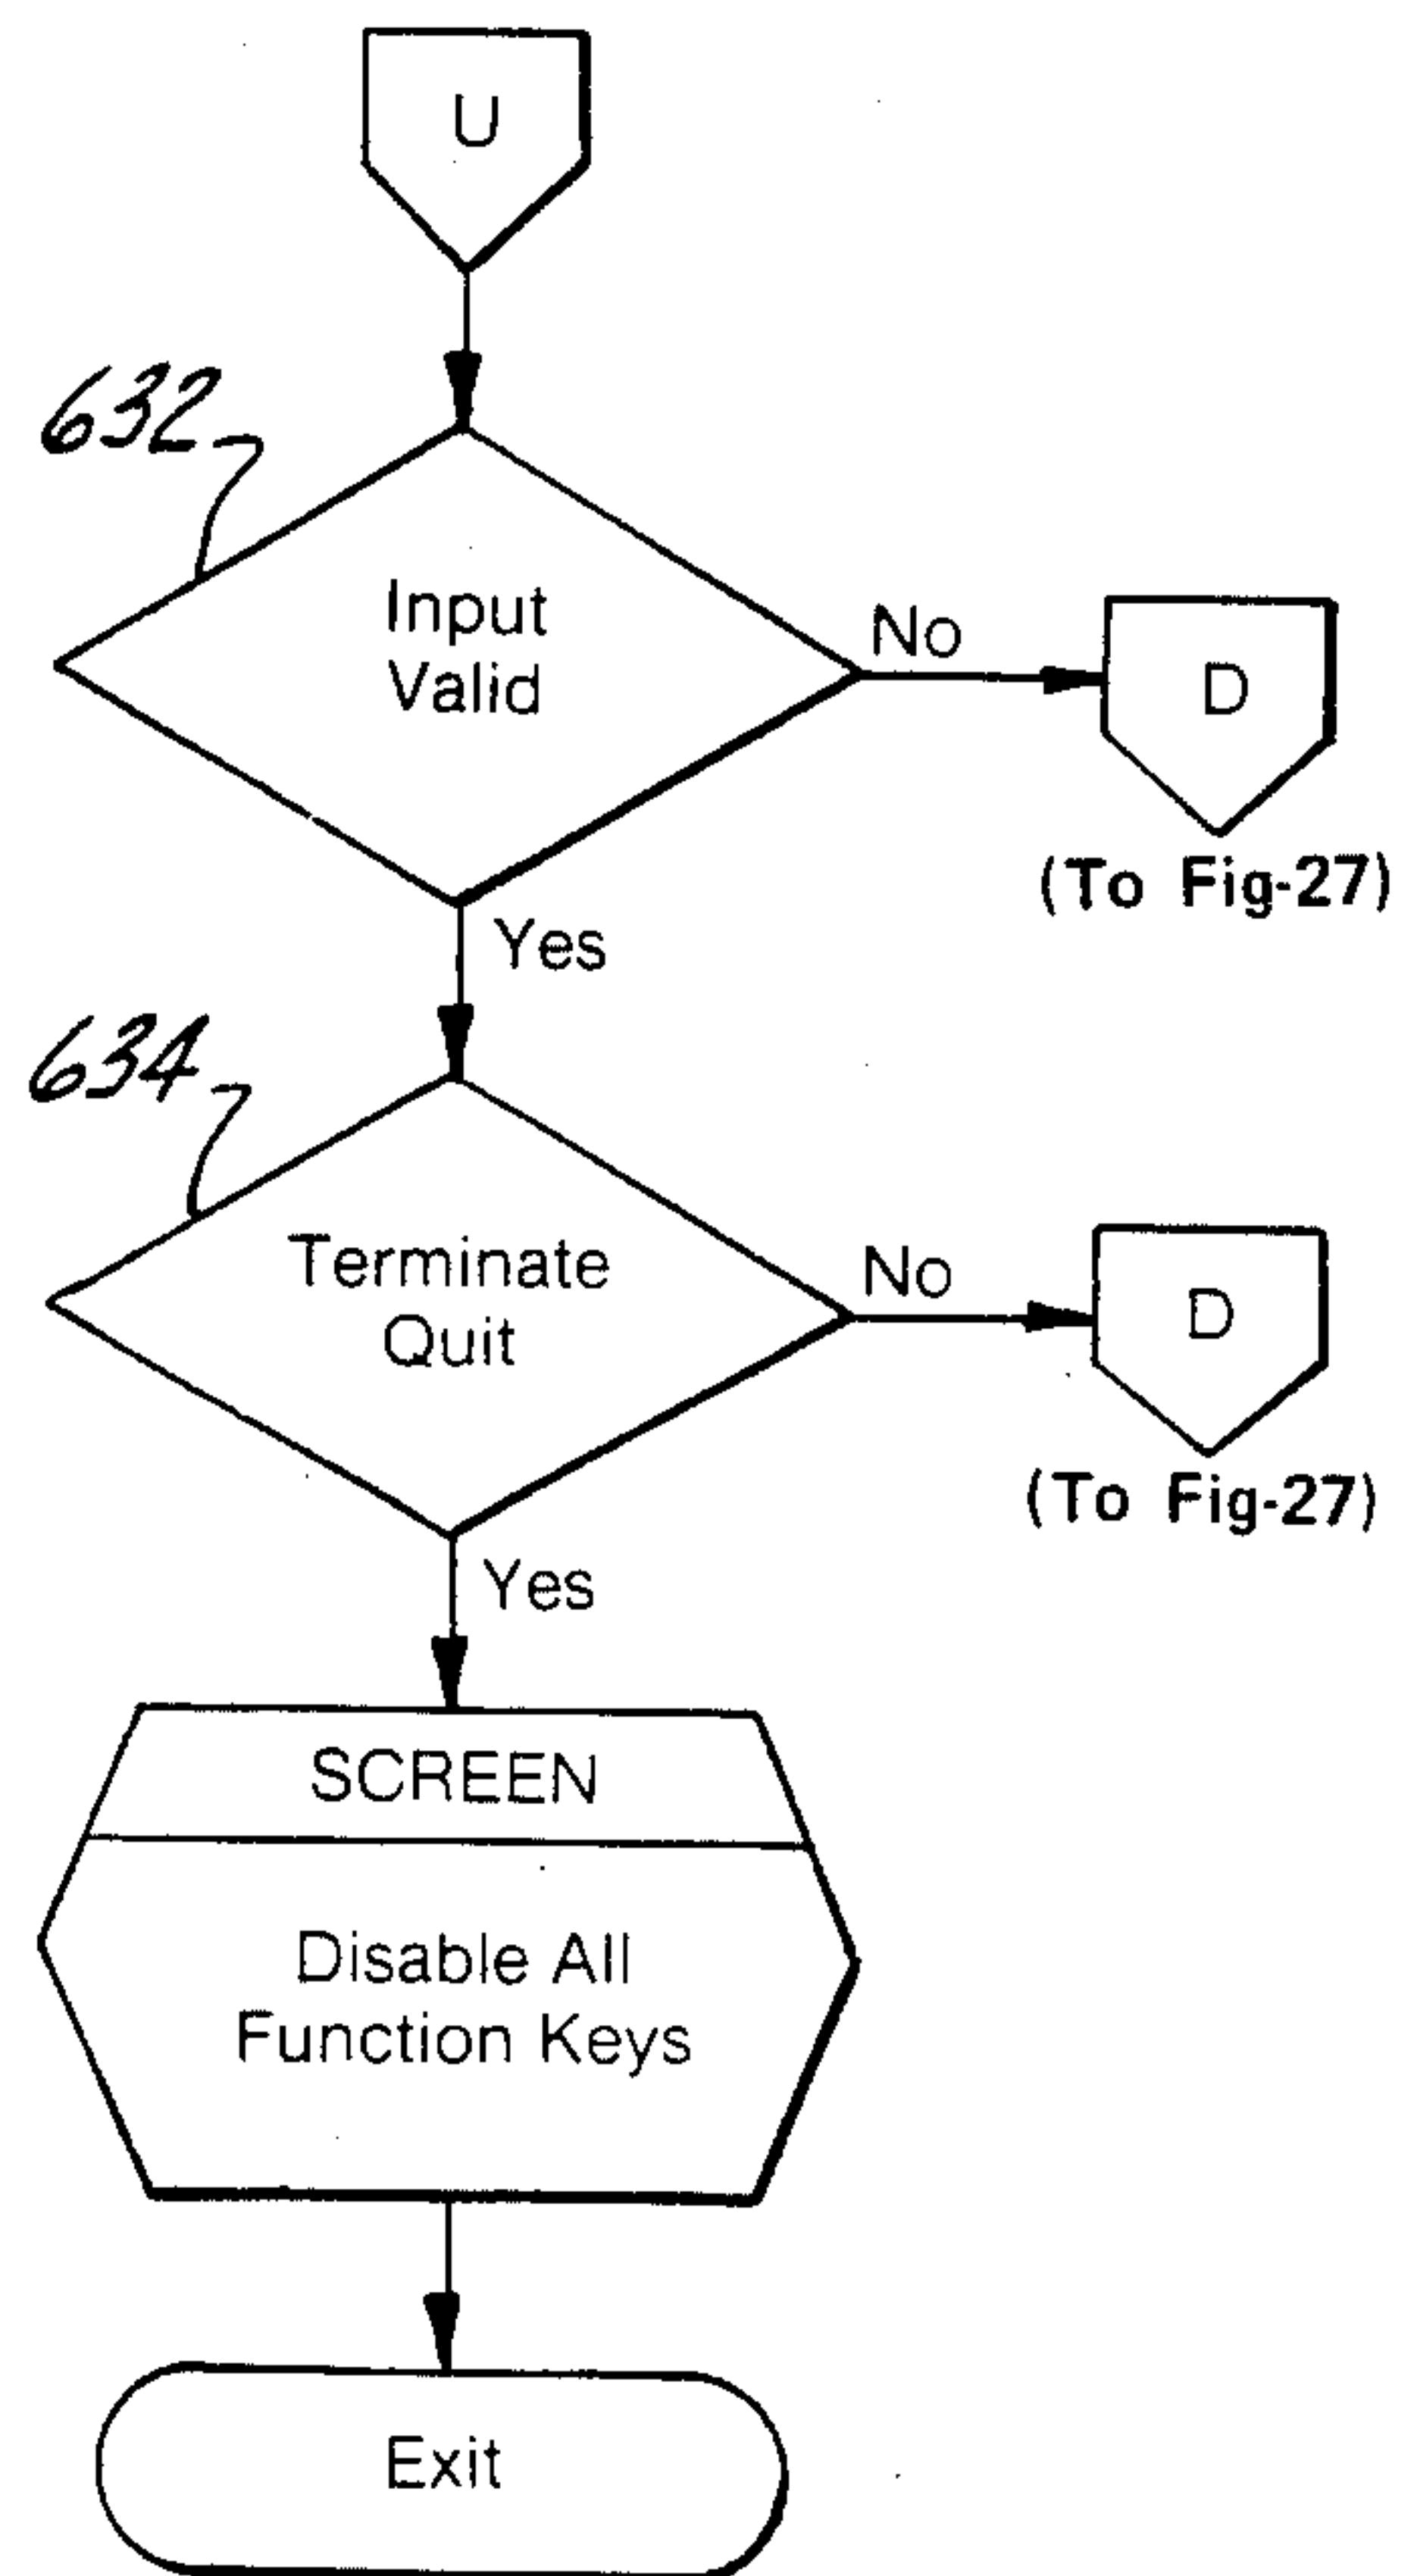 U
632
Input
Valid
No
D
(To Fig-27)
Yes
634
Terminate
Quit
No
D
(To Fig-27)
Yes
SCREEN
Disable All
Function Keys
Exit